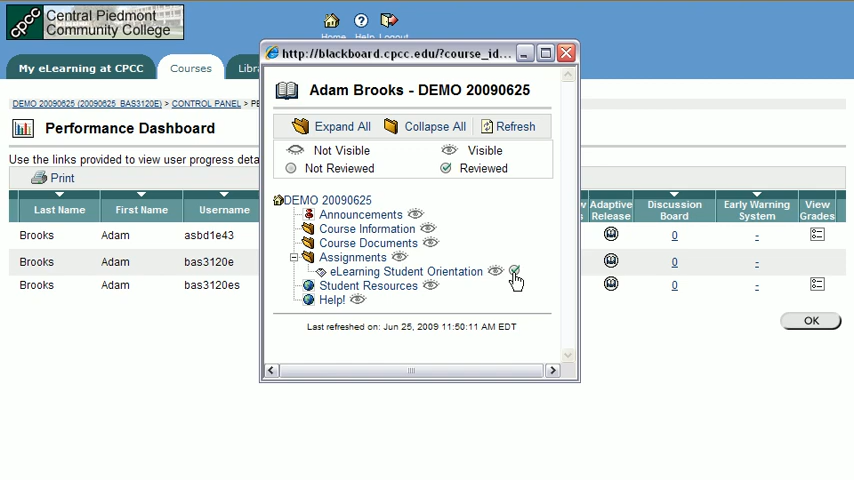 cpcc
Central Piedmont
Community College
Home Help Logout
My eLearning at CPCC Courses
DEMO 20090625 (20090625_BAS3120E) > CONTROL PANEL >
Performance Dashboard
Use the links provided to view user progress
Print
Last Name First Name Username Adaptive Release Discussion Board Early Warning System View Grades
Brooks Adam asbd1e43 0 -
Brooks Adam bas3120e 0 -
Brooks Adam bas3120es 0 -
OK
http://blackboard.cpcc.edu/?course_id...
Adam Brooks - DEMO 20090625
Expand All Collapse All Refresh
Not Visible Visible
Not Reviewed Reviewed
DEMO 20090625
Announcements
Course Information
Course Documents
Assignments
eLearning Student Orientation
Student Resources
Help!
Last refreshed on: Jun 25, 2009 11:50:11 AM EDT